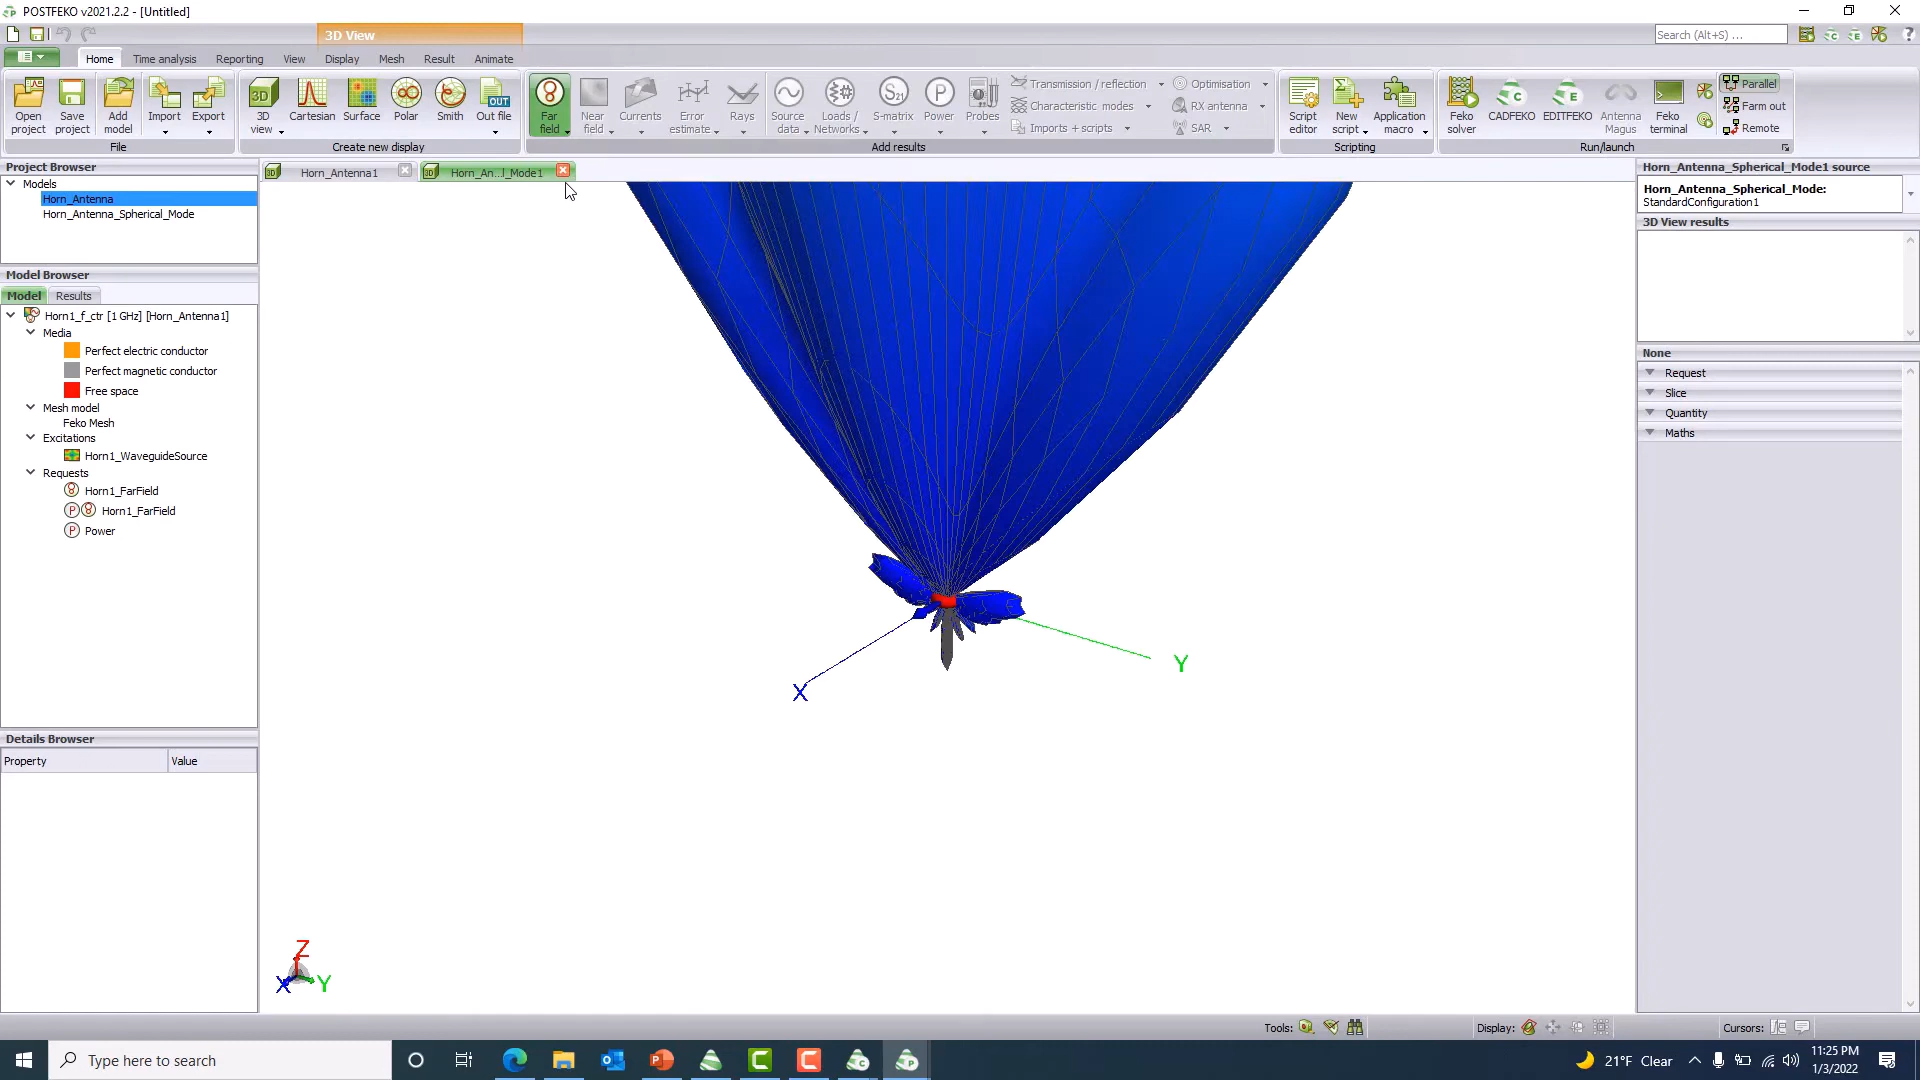 POSTFEKO v2021.2.2 - [Untitled]
3D View
Search (Alt+S) ...
Home
Time analysis
Reporting
View
Display
Mesh
Result
Animate
Open project
Save project
Add model
Import
Export
File
3D view
Cartesian
Surface
Polar
Smith
OUT
Out file
Create new display
Far field
Near field
Currents
Error estimate
Rays
Source data
Loads / Networks
S-matrix
Power
Probes
Transmission / reflection
Characteristic modes
Imports + scripts
Optimisation
RX antenna
SAR
Add results
Script editor
New script
Application macro
Scripting
Feko solver
CADFEKO
EDITFEKO
Antenna Magus
Feko terminal
Parallel
Farm out
Remote
Run/launch
Project Browser
Models
Horn_Antenna
Horn_Antenna_Spherical_Mode
Model Browser
Model
Results
Horn1_f_ctr [1 GHz] [Horn_Antenna1]
Media
Perfect electric conductor
Perfect magnetic conductor
Free space
Mesh model
Feko Mesh
Excitations
Horn1_WaveguideSource
Requests
Horn1_FarField
Horn1_FarField
Power
Details Browser
Property
Value
Horn_Antenna1
Horn_An...l_Mode1
X
Y
Z
X
Y
Horn_Antenna_Spherical_Mode1 source
Horn_Antenna_Spherical_Mode:
StandardConfiguration1
3D View results
None
Request
Slice
Quantity
Maths
Tools:
Display:
Cursors:
Type here to search
21°F Clear
11:25 PM
1/3/2022